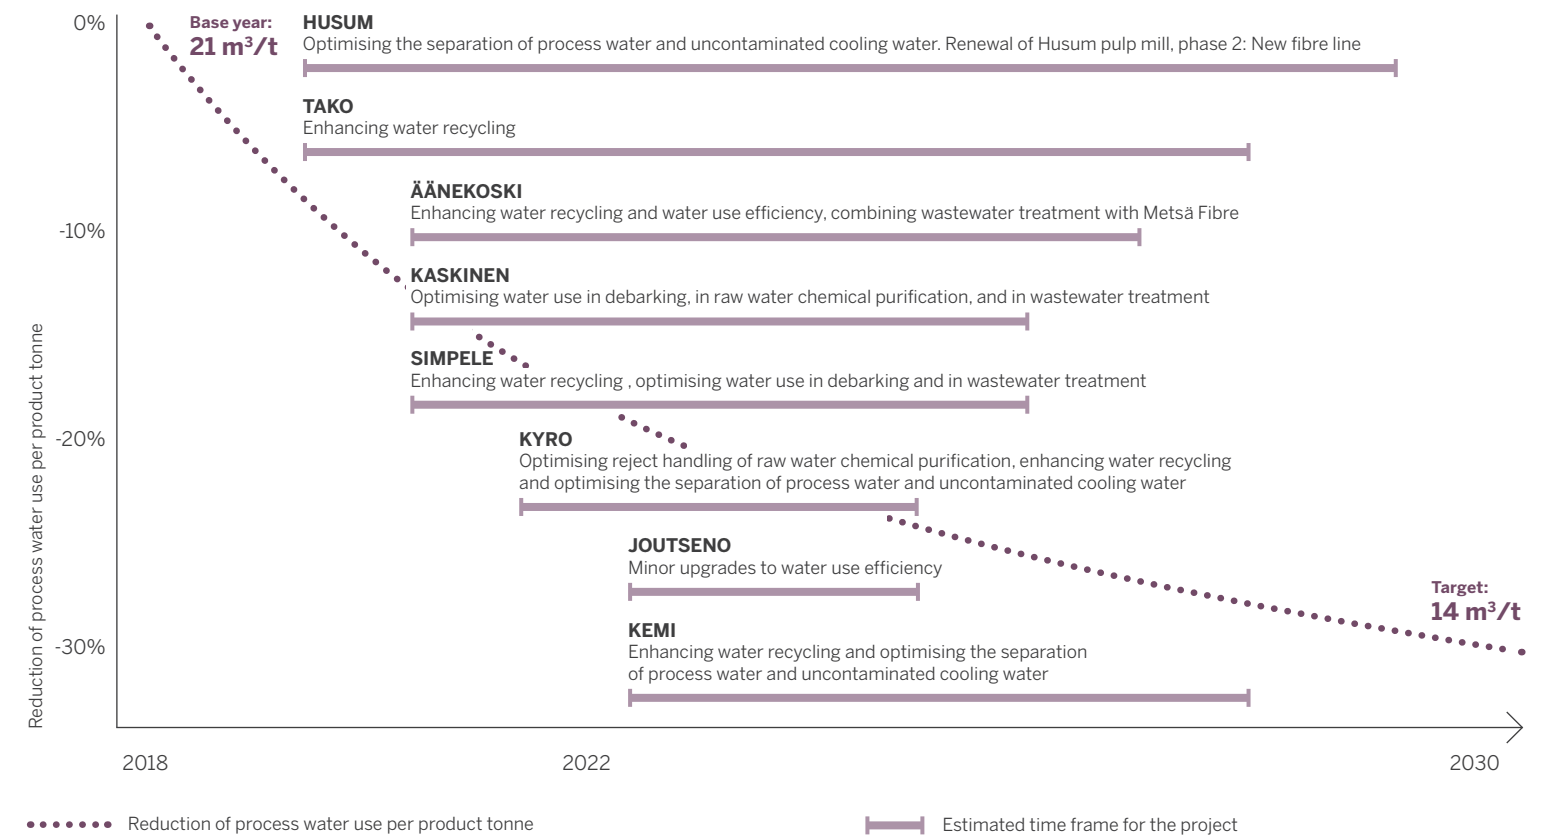 0%
Base year:
21 m³/t
HUSUM
Optimising the separation of process water and uncontaminated cooling water. Renewal of Husum pulp mill, phase 2: New fibre line
TAKO
Enhancing water recycling
ÄÄNEKOSKI
Enhancing water recycling and water use efficiency, combining wastewater treatment with Metsä Fibre
-10%
KASKINEN
Optimising water use in debarking, in raw water chemical purification, and in wastewater treatment
SIMPELE
Enhancing water recycling , optimising water use in debarking and in wastewater treatment
-20%
KYRO
Optimising reject handling of raw water chemical purification, enhancing water recycling
and optimising the separation of process water and uncontaminated cooling water
JOUTSENO
Minor upgrades to water use efficiency
Target:
14 m³/t
KEMI
Enhancing water recycling and optimising the separation
of process water and uncontaminated cooling water
-30%
Reduction of process water use per product tonne
2018
2022
2030
Reduction of process water use per product tonne
Estimated time frame for the project